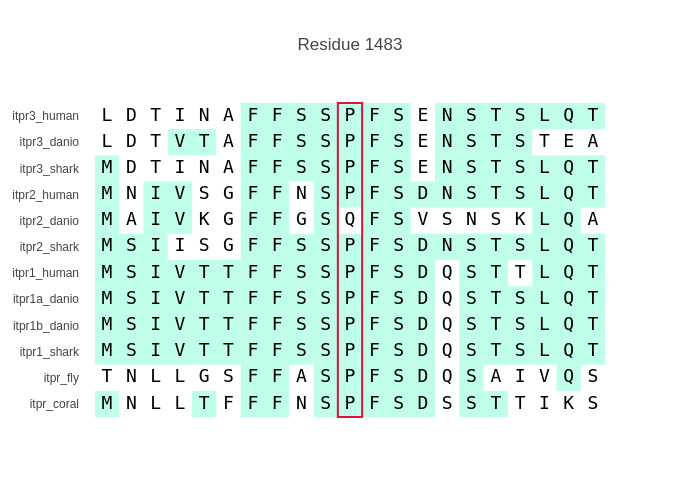 Residue 1483
itpr3_human L D T I N A F F S S P F S E N S T S L Q T
itpr3_danio L D T V T A F F S S P F S E N S T S T E A
itpr3_shark M D T I N A F F S S P F S E N S T S L Q T
itpr2_human M N I V S G F F N S P F S D N S T S L Q T
itpr2_danio M A I V K G F F G S Q F S V S N S K L Q A
itpr2_shark M S I I S G F F S S P F S D N S T S L Q T
itpr1_human M S I V T T F F S S P F S D Q S T T L Q T
itpr1a_danio M S I V T T F F S S P F S D Q S T S L Q T
itpr1b_danio M S I V T T F F S S P F S D Q S T S L Q T
itpr1_shark M S I V T T F F S S P F S D Q S T S L Q T
itpr_fly T N L L G S F F A S P F S D Q S A I V Q S
itpr_coral M N L L T F F F N S P F S D S S T T I K S